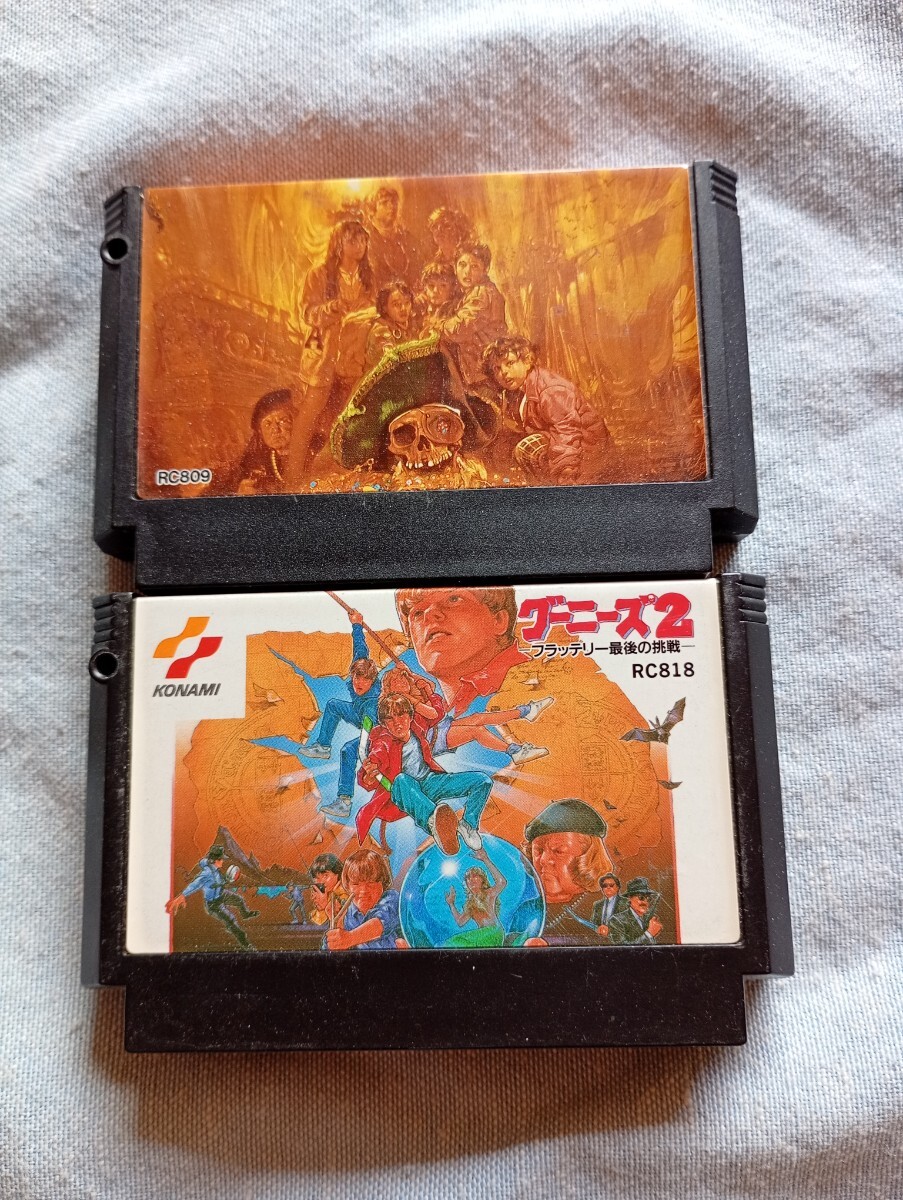 RC809
KONAMI
グーニーズ2
－フラッテリー最後の挑戦－
RC818